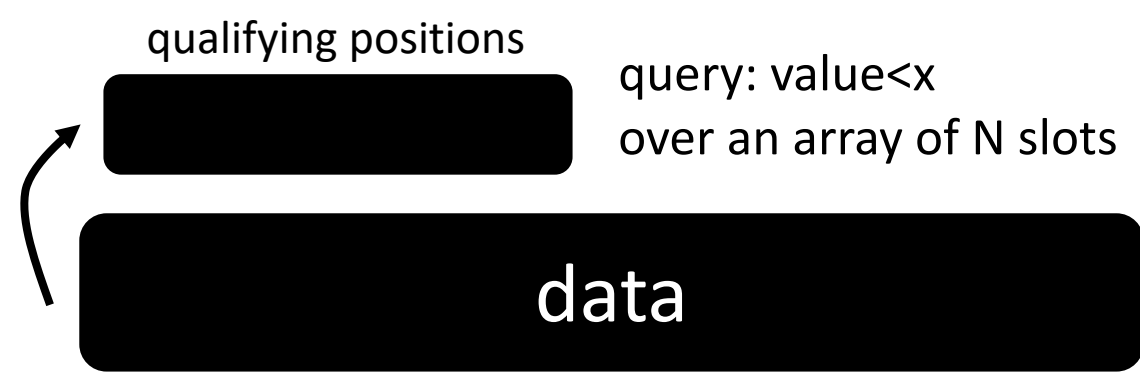 qualifying positions
query: value<x
over an array of N slots
data